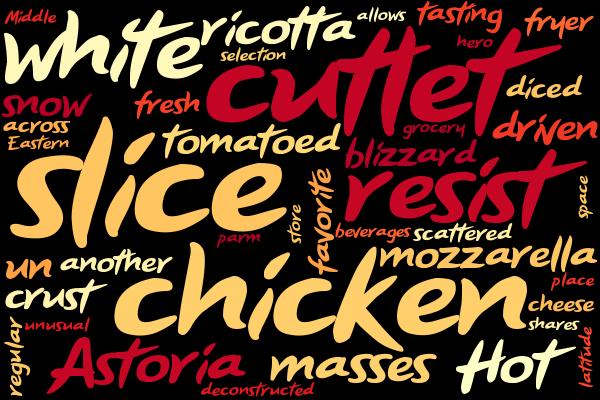 Middle
white
ricotta
allows
tasting
fryer
selection
hero
cutlet
diced
snow
fresh
across
Eastern
grocery
driven
tomatoed
blizzard
slice
resist
favorite
space
store
parm
beverages
scattered
un
another
mozzarella
crust
chicken
place
cheese
shares
regular
unusual
latitude
Astoria
masses
Hot
deconstructed